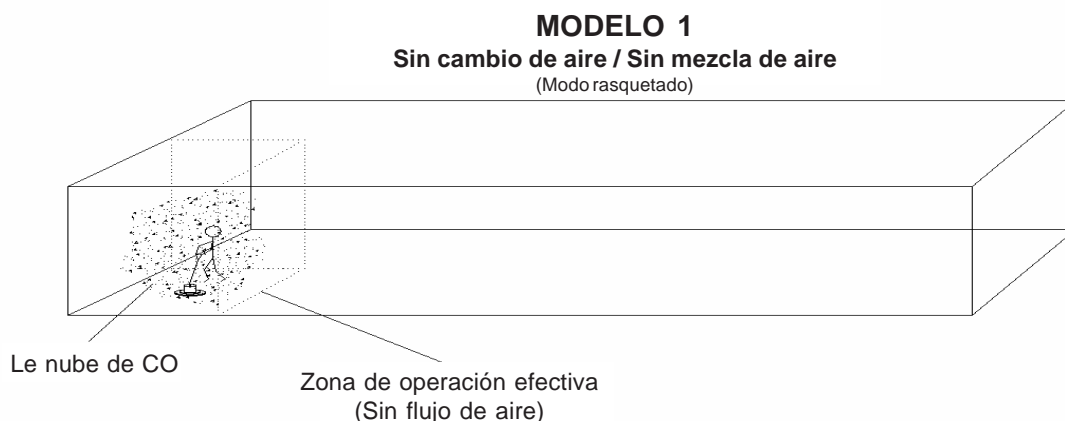 MODELO 1
Sin cambio de aire / Sin mezcla de aire
(Modo rasquetado)
Le nube de CO
Zona de operación efectiva
(Sin flujo de aire)